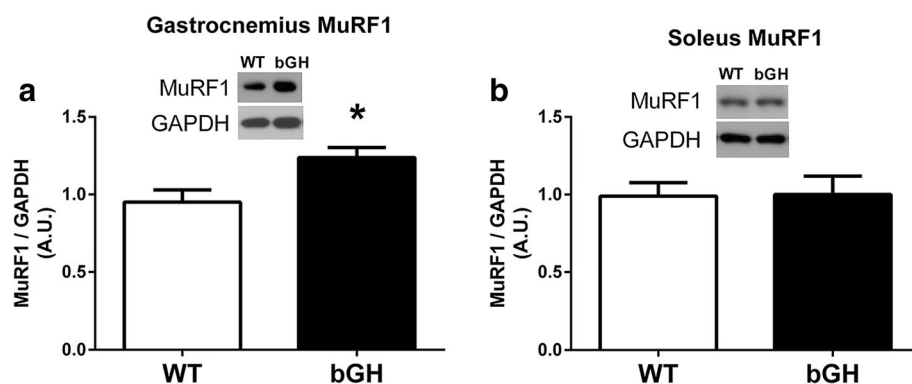 Gastrocnemius MuRF1
a
WT bGH
MuRF1
GAPDH
*
MuRF1 / GAPDH
(A.U.)
1.5
1.0
0.5
0.0
WT bGH
Soleus MuRF1
b
WT bGH
MuRF1
GAPDH
MuRF1 / GAPDH
(A.U.)
1.5
1.0
0.5
0.0
WT bGH